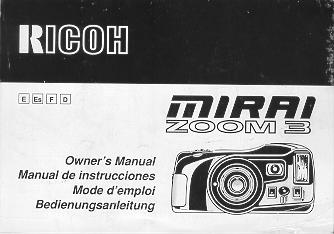 RICOH
E Es F D
MIRAI
ZOOM 3
Owner's Manual
Manual de instrucciones
Mode d'emploi
Bedienungsanleitung